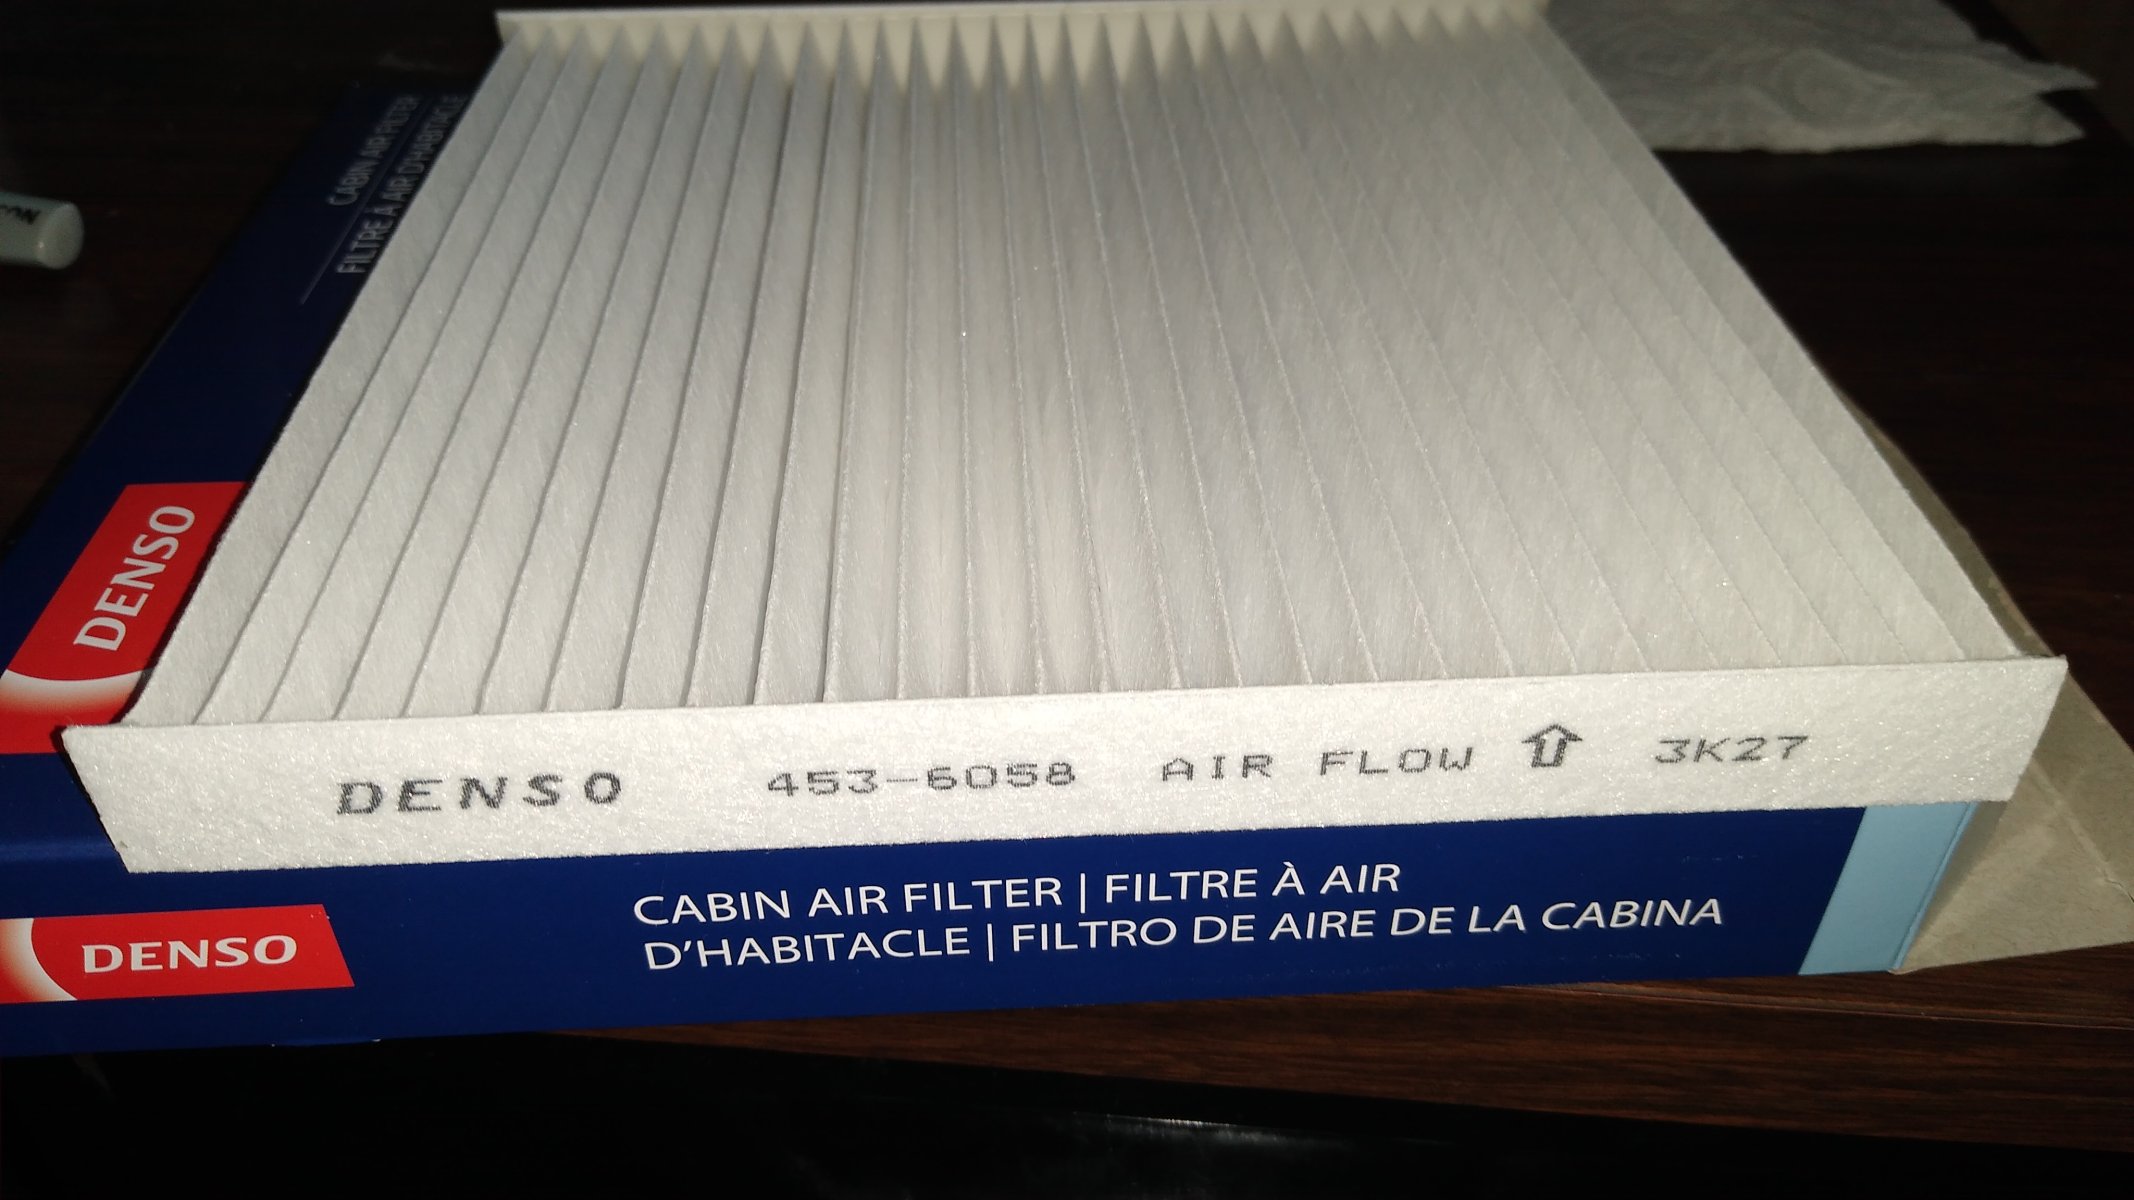 CABIN AIR FILTER
FILTRE À AIR D'HABITACLE
DENSO
DENSO 453-6058 AIR FLOW ⇧ 3K27
DENSO
CABIN AIR FILTER | FILTRE À AIR
D'HABITACLE | FILTRO DE AIRE DE LA CABINA